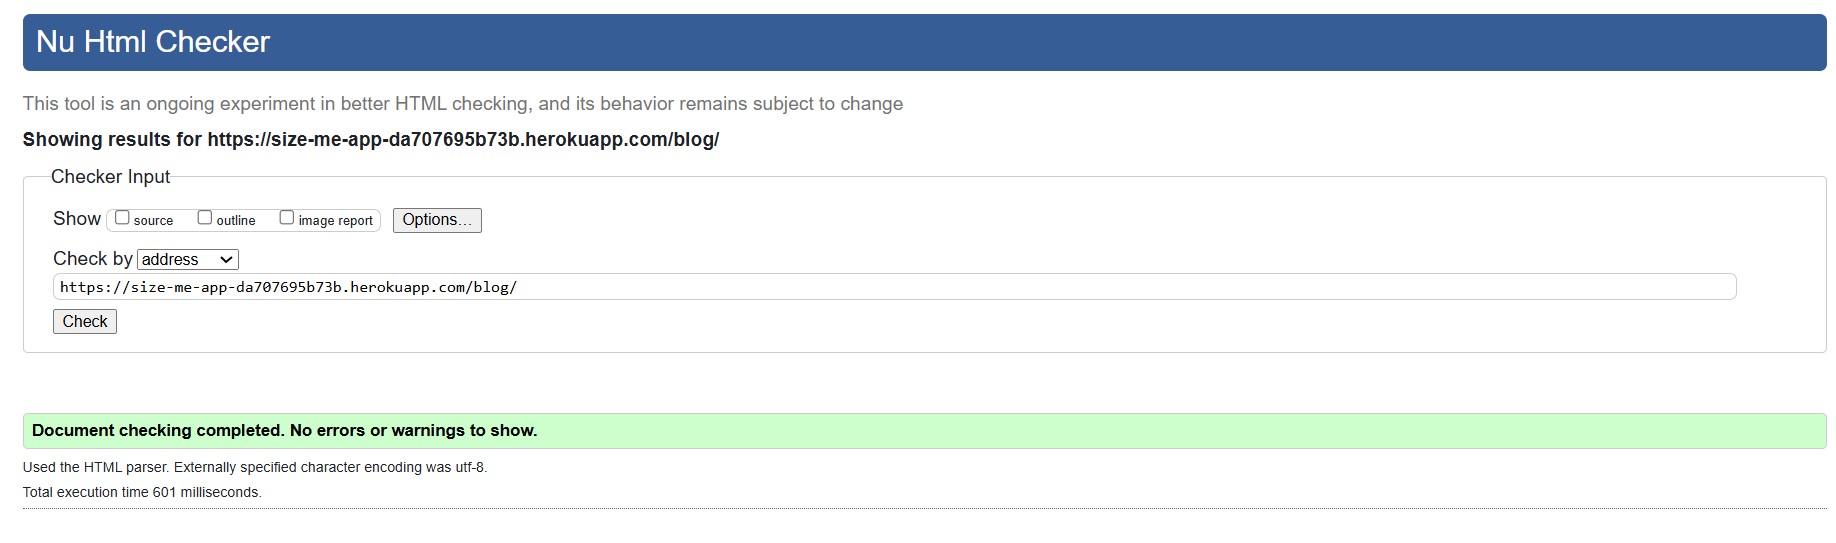 Nu Html Checker
This tool is an ongoing experiment in better HTML checking, and its behavior remains subject to change
Showing results for https://size-me-app-da707695b73b.herokuapp.com/blog/
Checker Input
Show source outline image report Options...
Check by address
https://size-me-app-da707695b73b.herokuapp.com/blog/
Check
Document checking completed. No errors or warnings to show.
Used the HTML parser. Externally specified character encoding was utf-8.
Total execution time 601 milliseconds.